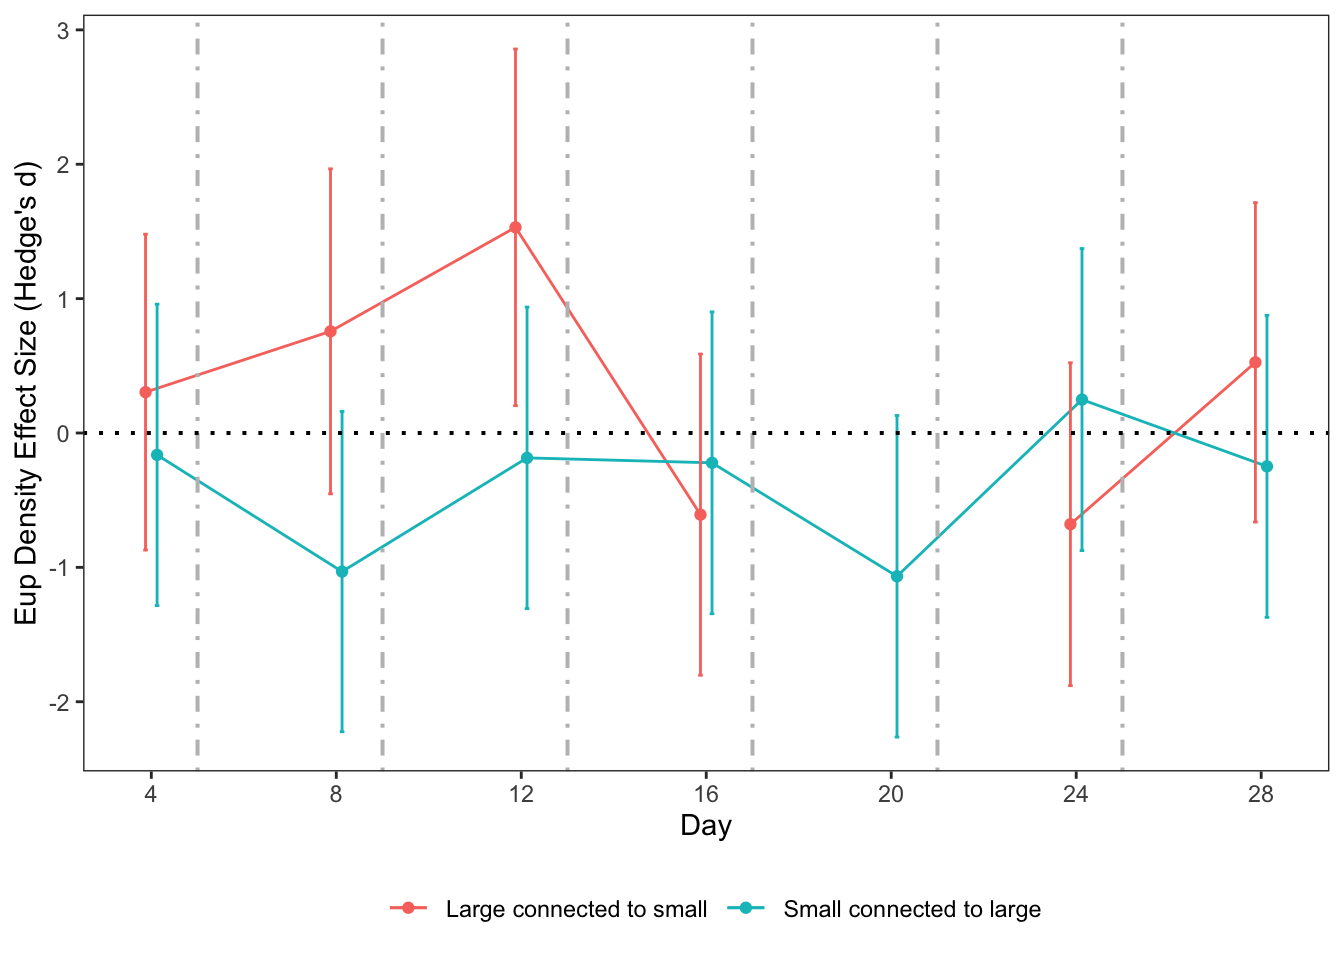 Eup Density Effect Size (Hedge's d)
3
2
1
0
-1
-2
4 8 12 16 20 24 28
Day
Large connected to small Small connected to large